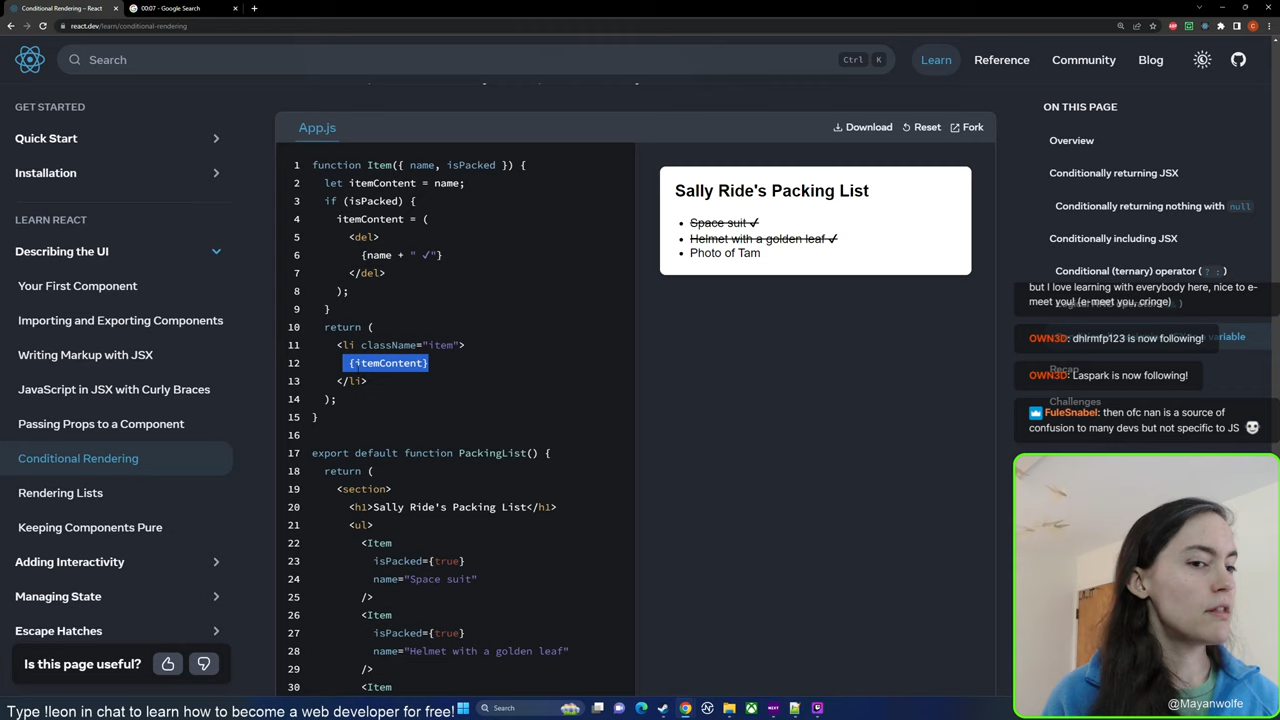 Conditional Rendering – React
00:07 - Google Search
react.dev/learn/conditional-rendering
Search
Ctrl K
Learn
Reference
Community
Blog
GET STARTED
Quick Start
Installation
LEARN REACT
Describing the UI
Your First Component
Importing and Exporting Components
Writing Markup with JSX
JavaScript in JSX with Curly Braces
Passing Props to a Component
Conditional Rendering
Rendering Lists
Keeping Components Pure
Adding Interactivity
Managing State
Escape Hatches
Is this page useful?
App.js
Download
Reset
Fork
1 function Item({ name, isPacked }) {
2 let itemContent = name;
3 if (isPacked) {
4 itemContent = (
5 <del>
6 {name + " ✓"}
7 </del>
8 );
9 }
10 return (
11 <li className="item">
12 {itemContent}
13 </li>
14 );
15 }
16
17 export default function PackingList() {
18 return (
19 <section>
20 <h1>Sally Ride's Packing List</h1>
21 <ul>
22 <Item
23 isPacked={true}
24 name="Space suit"
25 />
26 <Item
27 isPacked={true}
28 name="Helmet with a golden leaf"
29 />
30 <Item
Sally Ride's Packing List
• Space suit ✓
• Helmet with a golden leaf ✓
• Photo of Tam
ON THIS PAGE
Overview
Conditionally returning JSX
Conditionally returning nothing with null
Conditionally including JSX
Conditional (ternary) operator ( ? : )
but I love learning with everybody here, nice to e-
meet you! (e-meet you, cringe)
OWN3D: dhlrmfp123 is now following!
a variable
Recap
OWN3D: Laspark is now following!
Challenges
FuleSnabel: then ofc nan is a source of
confusion to many devs but not specific to JS
@Mayanwolfe
Type !leon in chat to learn how to become a web developer for free!
Search